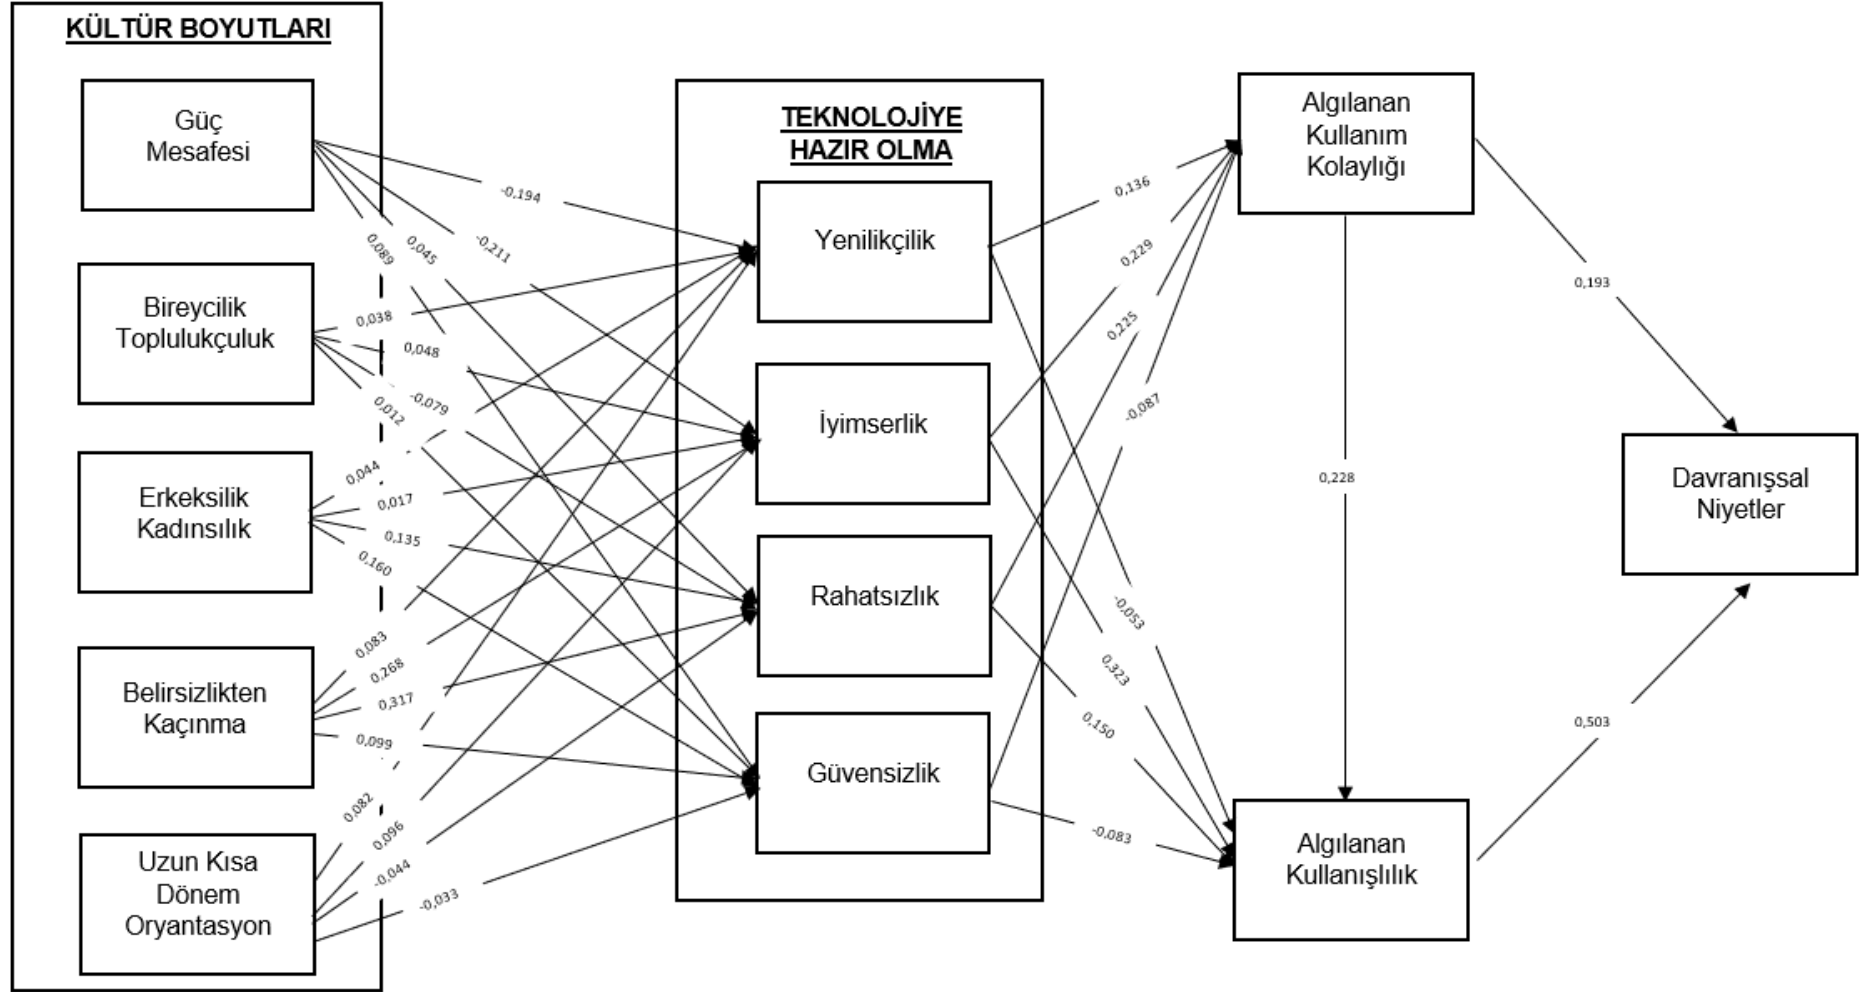 KÜLTÜR BOYUTLARI
Güç
Mesafesi
Bireycilik
Toplulukçuluk
Erkeksilik
Kadınsılık
Belirsizlikten
Kaçınma
Uzun Kısa
Dönem
Oryantasyon
-0,194
-0,211
0,045
0,089
0,038
0,048
-0,079
0,012
0,044
0,017
0,135
0,160
0,083
0,268
0,317
0,099
0,082
0,096
-0,044
-0,033
TEKNOLOJİYE
HAZIR OLMA
Yenilikçilik
İyimserlik
Rahatsızlık
Güvensizlik
0,136
0,229
0,225
-0,087
-0,053
0,323
0,150
-0,083
Algılanan
Kullanım
Kolaylığı
0,228
Algılanan
Kullanışlılık
0,193
0,503
Davranışsal
Niyetler